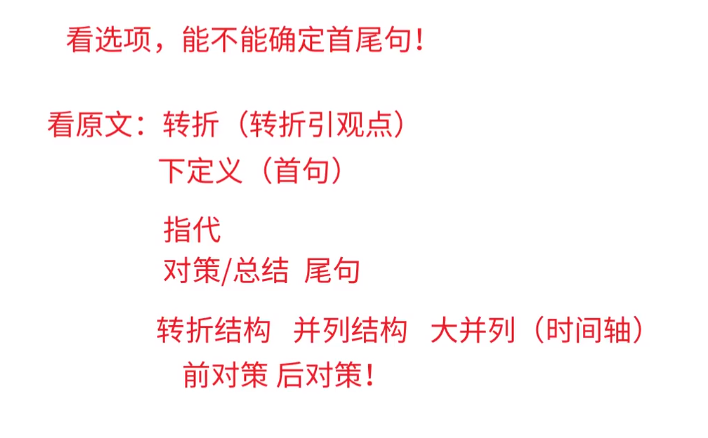 看选项，能不能确定首尾句！
看原文：转折（转折引观点）
下定义（首句）
指代
对策/总结 尾句
转折结构 并列结构 大并列（时间轴）
前对策 后对策！